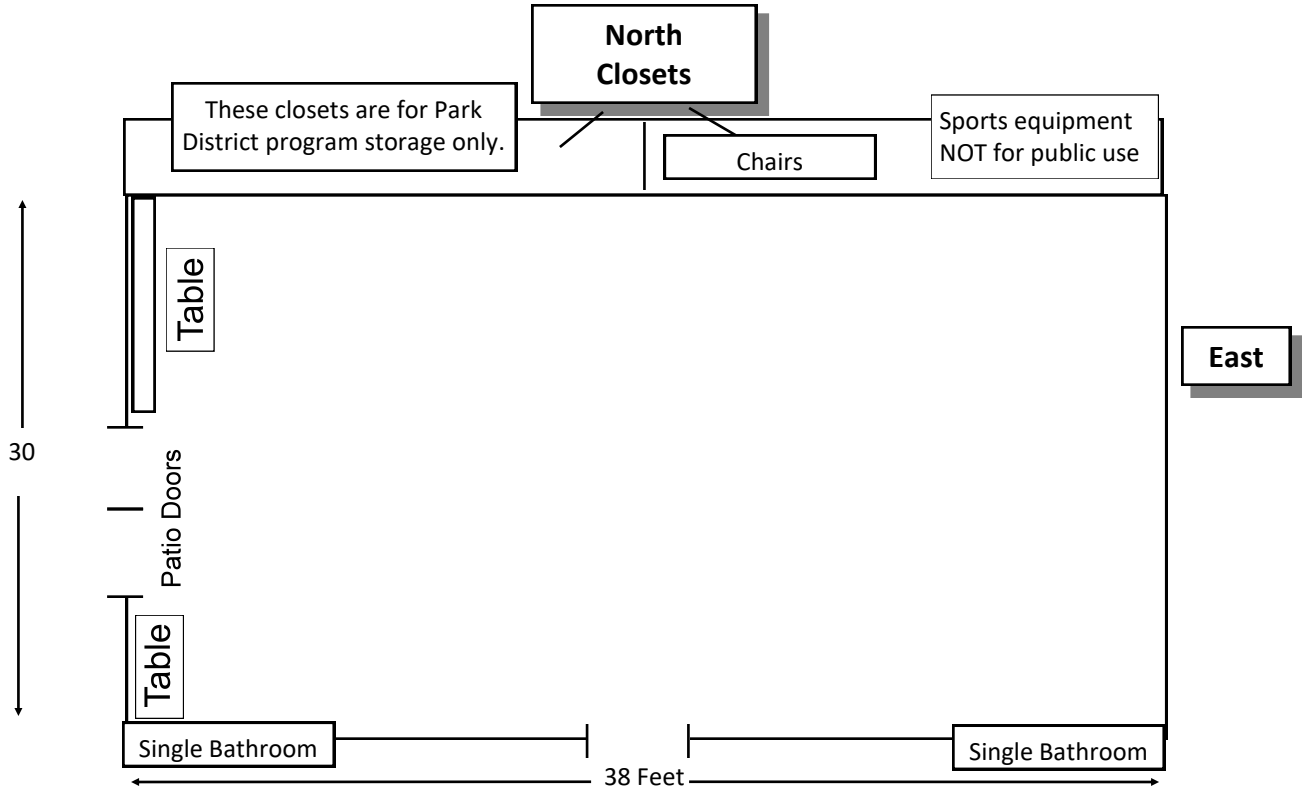 North
Closets
These closets are for Park
District program storage only.
Chairs
Sports equipment
NOT for public use
Table
East
30
Patio Doors
Table
Single Bathroom
Single Bathroom
38 Feet